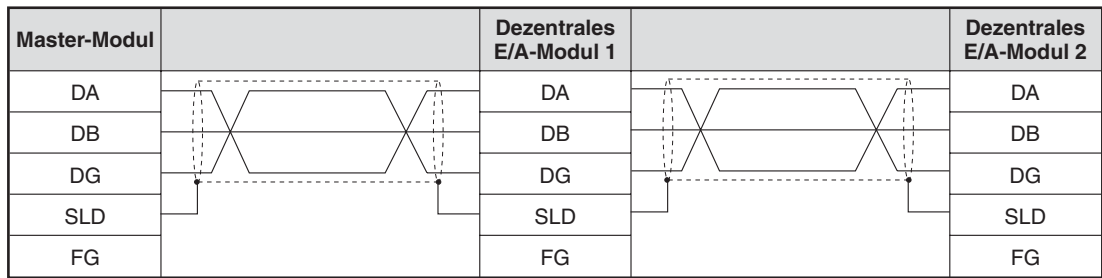 Master-Modul
Dezentrales
E/A-Modul 1
Dezentrales
E/A-Modul 2
DA
DA
DA
DB
DB
DB
DG
DG
DG
SLD
SLD
SLD
FG
FG
FG